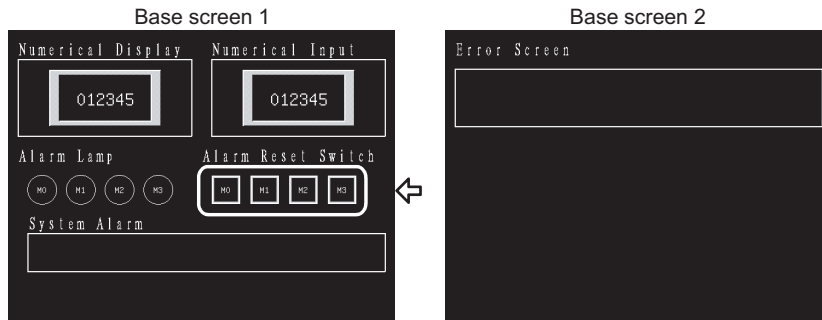 Base screen 1
Base screen 2
Numerical Display
Numerical Input
012345
012345
Alarm Lamp
Alarm Reset Switch
M0 M1 M2 M3
M0 M1 M2 M3
System Alarm
Error Screen